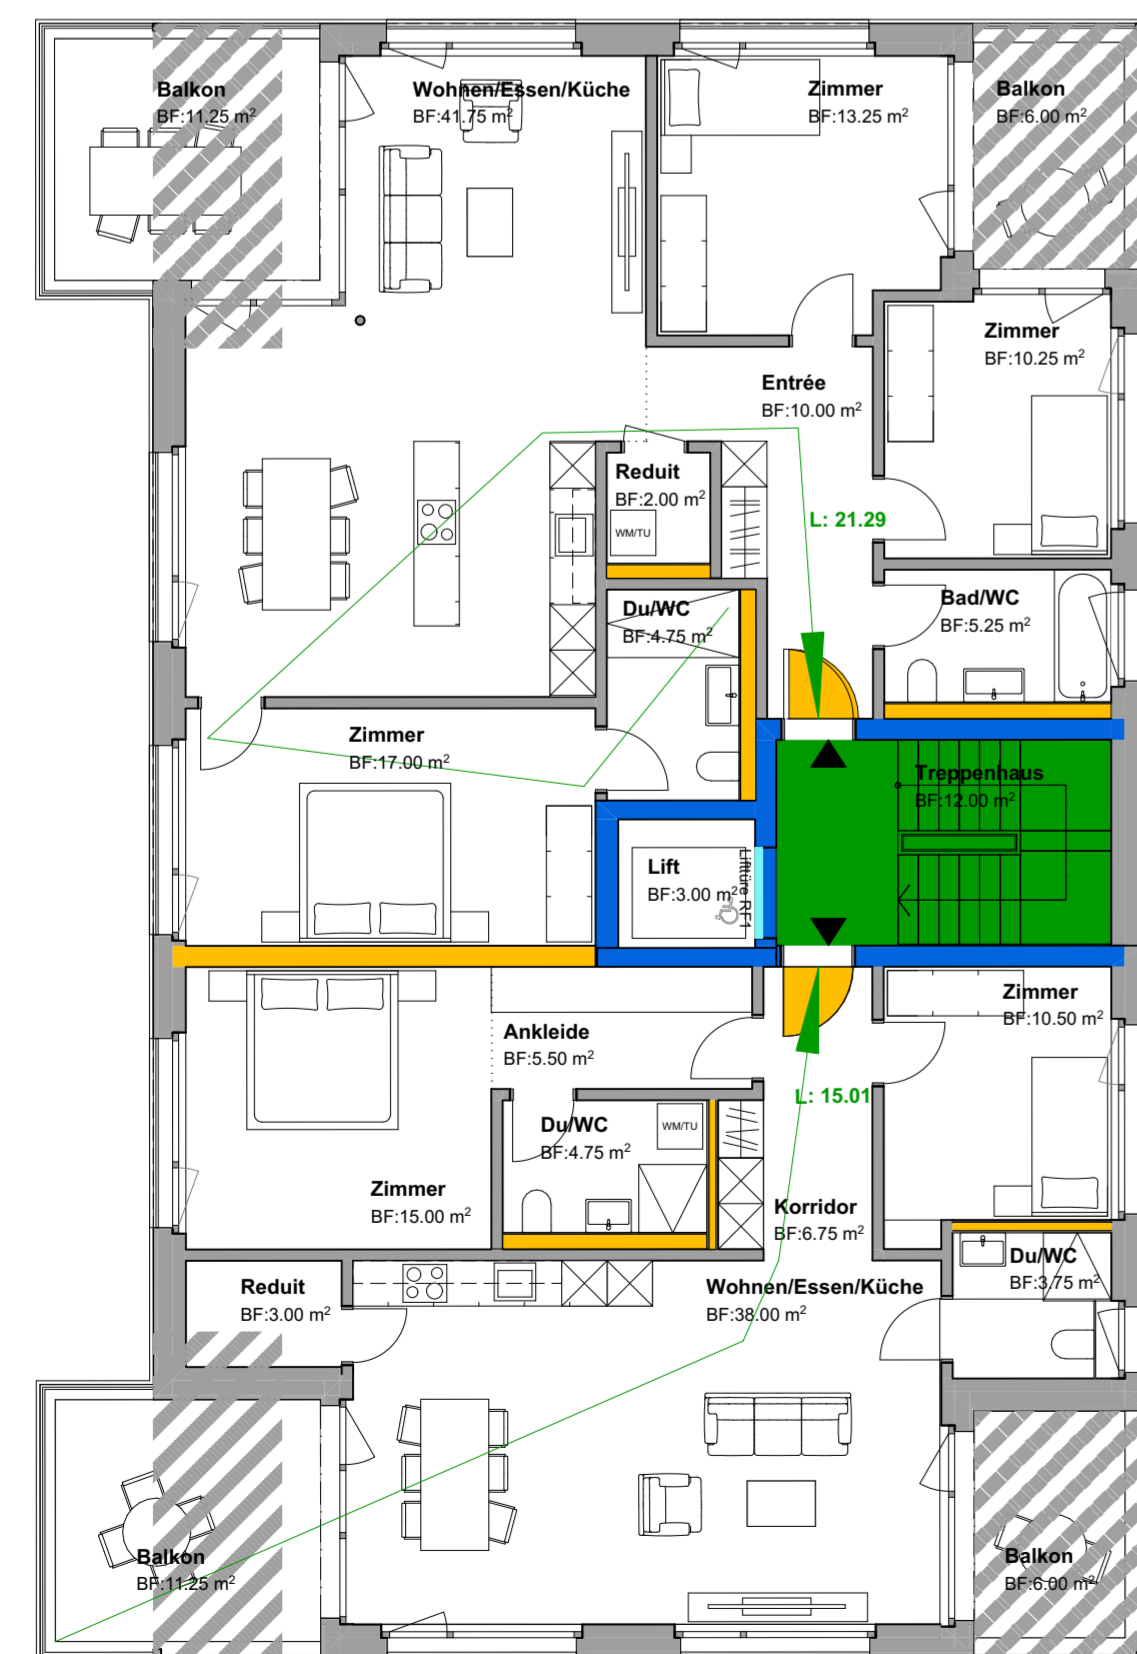 Balkon
BF:11.25 m²
Wohnen/Essen/Küche
BF:41.75 m²
Zimmer
BF:13.25 m²
Balkon
BF:6.00 m²
Zimmer
BF:10.25 m²
Entrée
BF:10.00 m²
Reduit
BF:2.00 m²
WM/TU
L: 21.29
Du/WC
BF:4.75 m²
Bad/WC
BF:5.25 m²
Zimmer
BF:17.00 m²
Treppenhaus
BF:12.00 m²
Lift
BF:3.00 m²
Lifttüre RF1
Zimmer
BF:10.50 m²
Ankleide
BF:5.50 m²
L: 15.01
Du/WC
BF:4.75 m²
WM/TU
Zimmer
BF:15.00 m²
Korridor
BF:6.75 m²
Du/WC
BF:3.75 m²
Reduit
BF:3.00 m²
Wohnen/Essen/Küche
BF:38.00 m²
Balkon
BF:11.25 m²
Balkon
BF:6.00 m²